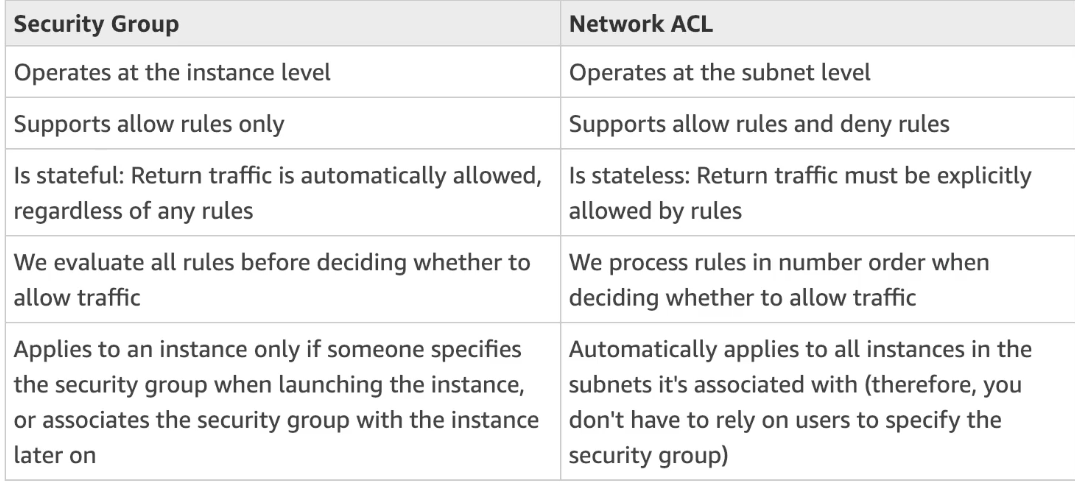 Security Group
Network ACL
Operates at the instance level
Operates at the subnet level
Supports allow rules only
Supports allow rules and deny rules
Is stateful: Return traffic is automatically allowed,
regardless of any rules
Is stateless: Return traffic must be explicitly
allowed by rules
We evaluate all rules before deciding whether to
allow traffic
We process rules in number order when
deciding whether to allow traffic
Applies to an instance only if someone specifies
the security group when launching the instance,
or associates the security group with the instance
later on
Automatically applies to all instances in the
subnets it's associated with (therefore, you
don't have to rely on users to specify the
security group)